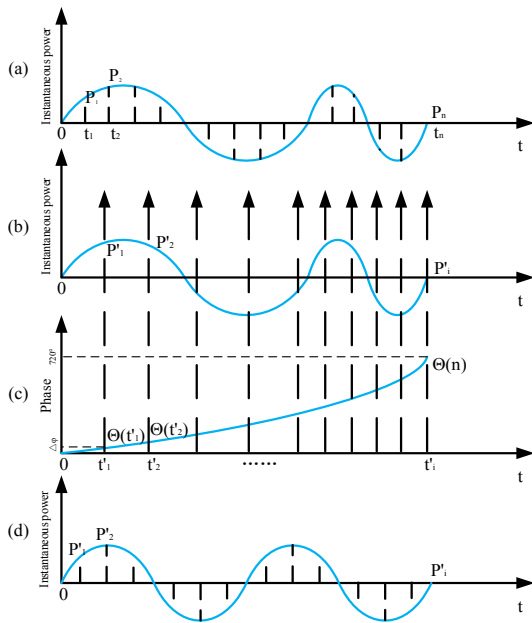 (a)
Instantaneous power
P₁
P₂
Pₙ
0
t₁
t₂
tₙ
t
(b)
Instantaneous power
P'₁
P'₂
P'ᵢ
0
t
(c)
Phase
720°
△φ
Θ(t'₁)
Θ(t'₂)
Θ(n)
0
t'₁
t'₂
......
t'ᵢ
t
(d)
Instantaneous power
P'₁
P'₂
P'ᵢ
0
t